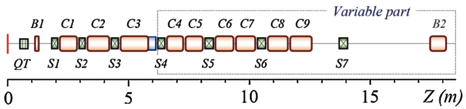 Variable part
B1 C1 C2 C3 C4 C5 C6 C7 C8 C9 B2
QT S1 S2 S3 S4 S5 S6 S7
0 5 10 15 Z (m)